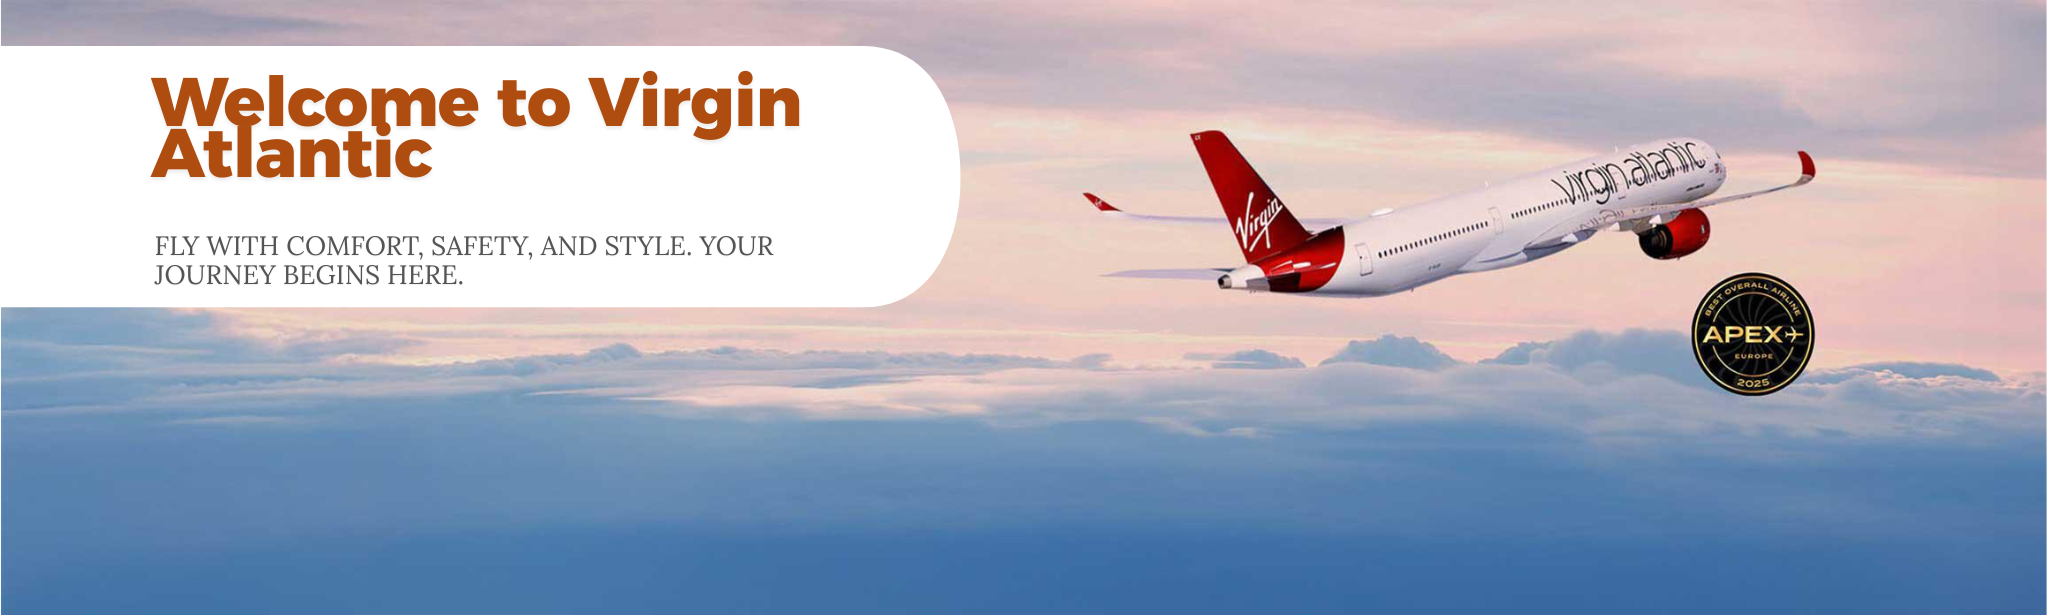 Welcome to Virgin
Atlantic
FLY WITH COMFORT, SAFETY, AND STYLE. YOUR
JOURNEY BEGINS HERE.
Virgin
virgin atlantic
BEST OVERALL AIRLINE
APEX
EUROPE
2025